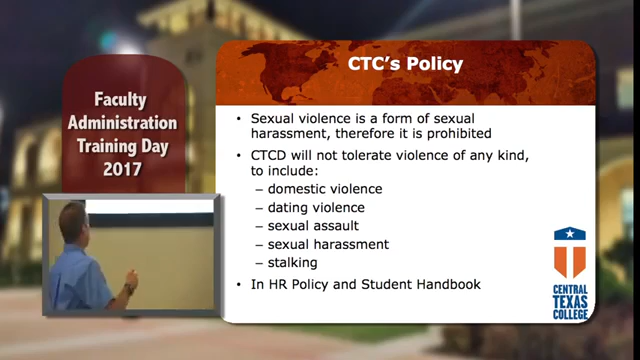 Faculty
Administration
Training Day
2017
CTC's Policy
• Sexual violence is a form of sexual
harassment, therefore it is prohibited
• CTCD will not tolerate violence of any kind,
to include:
– domestic violence
– dating violence
– sexual assault
– sexual harassment
– stalking
• In HR Policy and Student Handbook
CENTRAL
TEXAS
COLLEGE